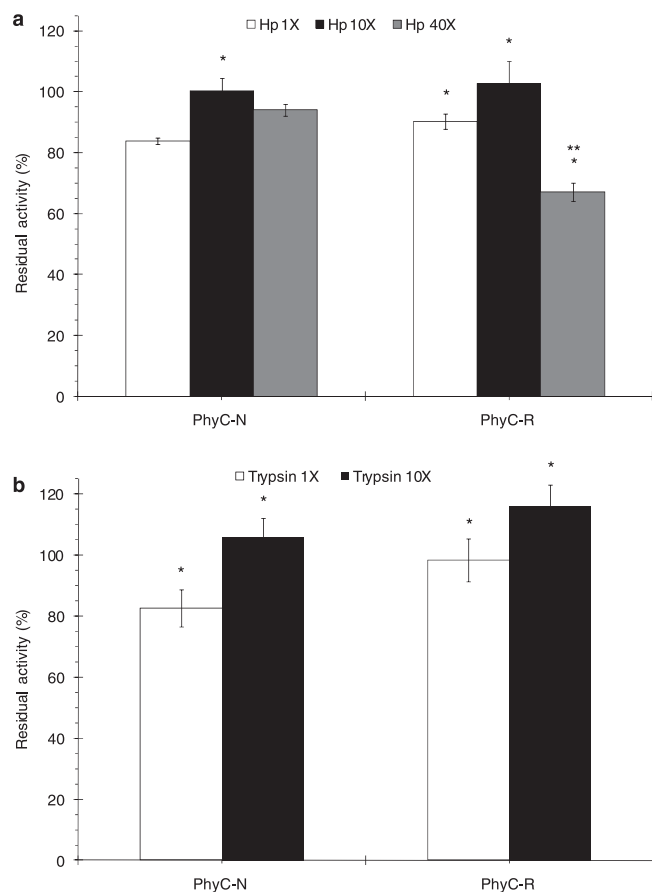 a
Hp 1X Hp 10X Hp 40X
Residual activity (%)
120
100
80
60
40
20
0
*
*
*
**
*
PhyC-N PhyC-R
b
Trypsin 1X Trypsin 10X
Residual activity (%)
120
100
80
60
40
20
0
*
*
*
*
PhyC-N PhyC-R